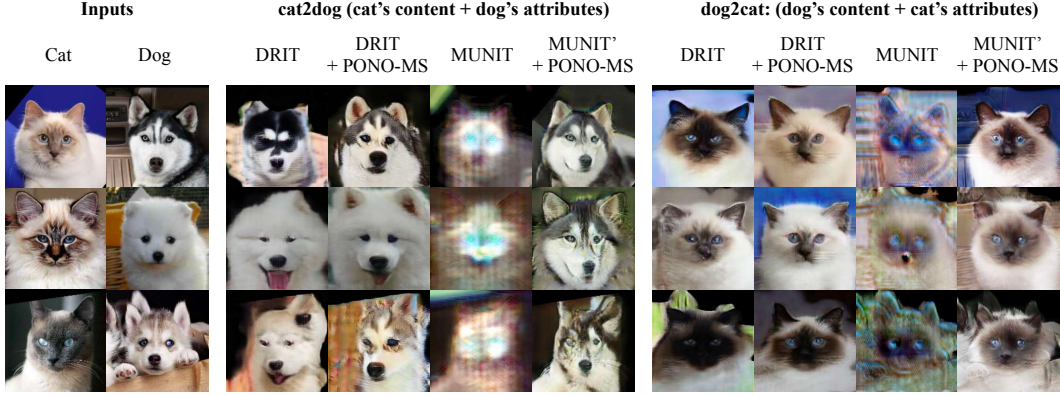 Inputs
cat2dog (cat's content + dog's attributes)
dog2cat: (dog's content + cat's attributes)
Cat
Dog
DRIT
DRIT
+ PONO-MS
MUNIT
MUNIT'
+ PONO-MS
DRIT
DRIT
+ PONO-MS
MUNIT
MUNIT'
+ PONO-MS